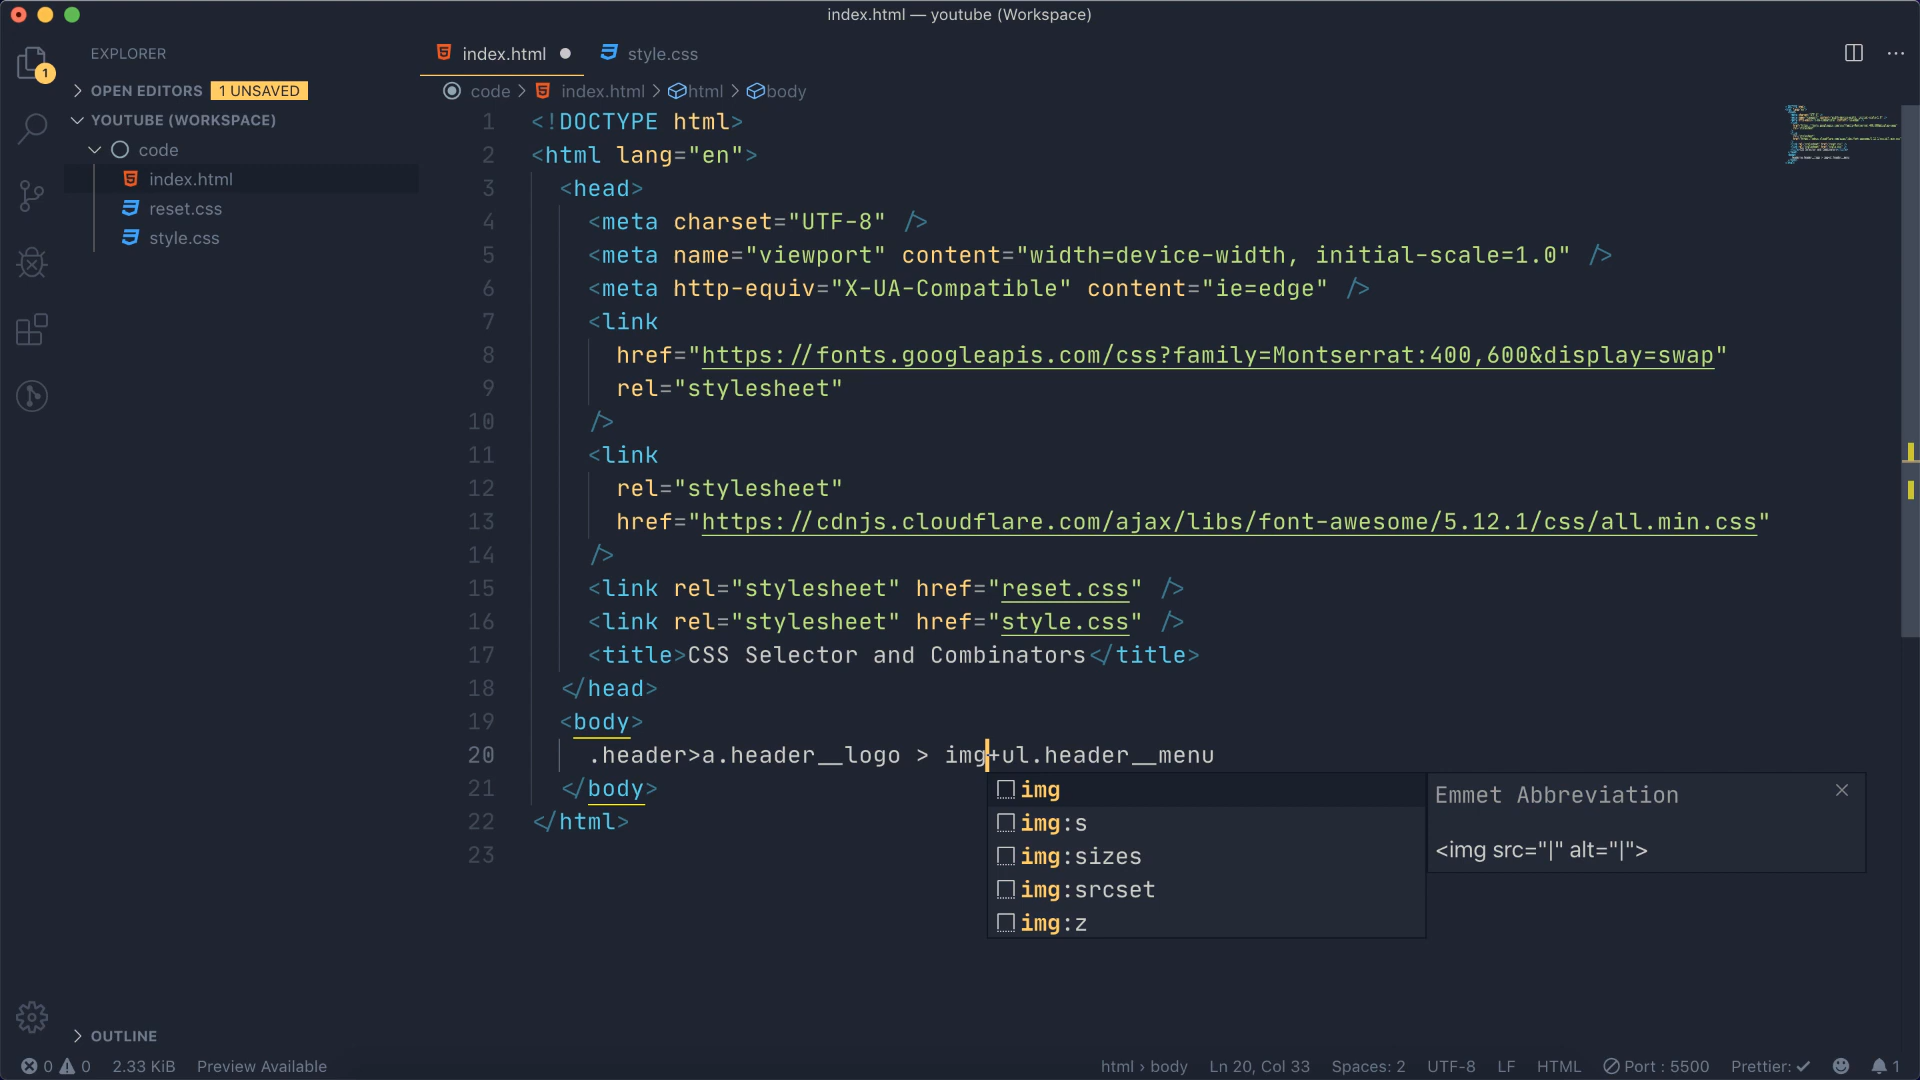 index.html — youtube (Workspace)
EXPLORER
1
OPEN EDITORS 1 UNSAVED
YOUTUBE (WORKSPACE)
code
index.html
reset.css
style.css
OUTLINE
index.html
style.css
code > index.html > html > body
1 <!DOCTYPE html>
2 <html lang="en">
3 <head>
4 <meta charset="UTF-8" />
5 <meta name="viewport" content="width=device-width, initial-scale=1.0" />
6 <meta http-equiv="X-UA-Compatible" content="ie=edge" />
7 <link
8 href="https://fonts.googleapis.com/css?family=Montserrat:400,600&display=swap"
9 rel="stylesheet"
10 />
11 <link
12 rel="stylesheet"
13 href="https://cdnjs.cloudflare.com/ajax/libs/font-awesome/5.12.1/css/all.min.css"
14 />
15 <link rel="stylesheet" href="reset.css" />
16 <link rel="stylesheet" href="style.css" />
17 <title>CSS Selector and Combinators</title>
18 </head>
19 <body>
20 .header>a.header__logo > img+ul.header__menu
21 </body>
22 </html>
23
img
img:s
img:sizes
img:srcset
img:z
Emmet Abbreviation
<img src="|" alt="|">
0 0 2.33 KiB Preview Available html › body Ln 20, Col 33 Spaces: 2 UTF-8 LF HTML Port : 5500 Prettier: ✓ 1